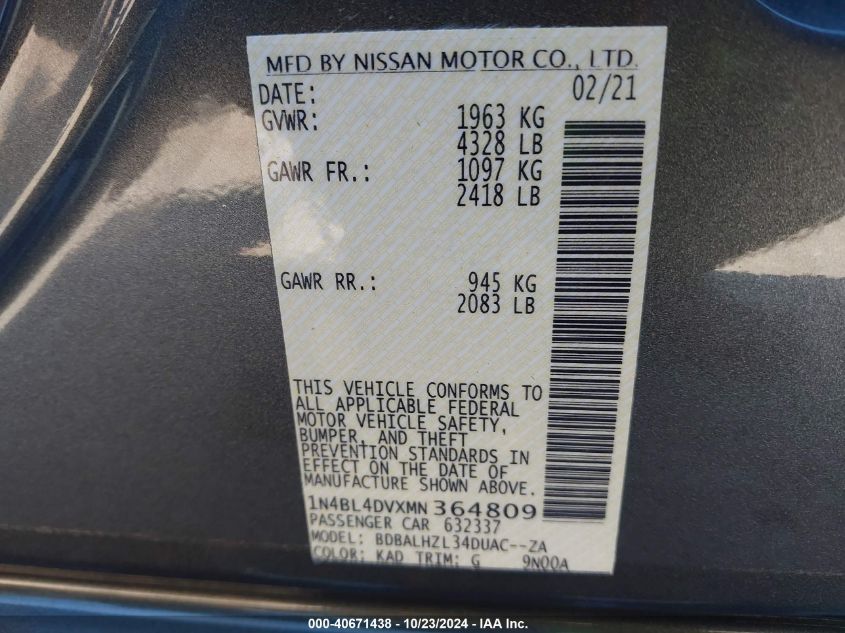 MFD BY NISSAN MOTOR CO., LTD.
DATE: 02/21
GVWR: 1963 KG
4328 LB
GAWR FR.: 1097 KG
2418 LB
GAWR RR.: 945 KG
2083 LB
THIS VEHICLE CONFORMS TO
ALL APPLICABLE FEDERAL
MOTOR VEHICLE SAFETY,
BUMPER, AND THEFT
PREVENTION STANDARDS IN
EFFECT ON THE DATE OF
MANUFACTURE SHOWN ABOVE.
1N4BL4DVXMN364809
PASSENGER CAR 632337
MODEL: BDBALHZL34DUAC--ZA
COLOR: KAD TRIM: G 9N00A
000-40671438 - 10/23/2024 - IAA Inc.